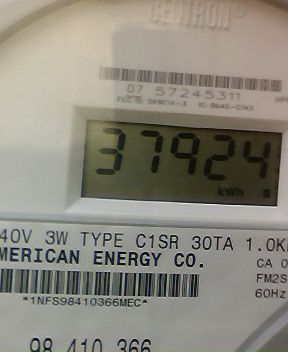 CENTRON®
07 57245311
37924
kWh
40V 3W TYPE C1SR 30TA 1.0K
MERICAN ENERGY CO.
CA 0
FM2S
60Hz
*1NFS98410366MEC*
98 410 366